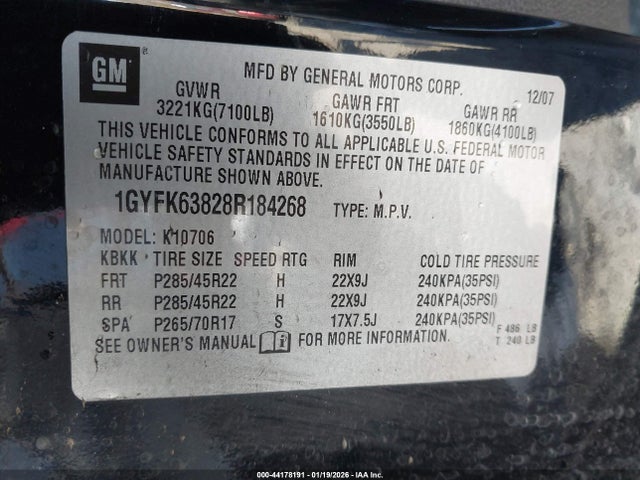 GM ®
MFD BY GENERAL MOTORS CORP. 12/07
GVWR GAWR FRT GAWR RR
3221KG(7100LB) 1610KG(3550LB) 1860KG(4100LB)
THIS VEHICLE CONFORMS TO ALL APPLICABLE U.S. FEDERAL MOTOR
VEHICLE SAFETY STANDARDS IN EFFECT ON THE DATE OF
MANUFACTURE SHOWN ABOVE.
1GYFK63828R184268 TYPE: M.P.V.
MODEL: K10706
KBKK TIRE SIZE SPEED RTG RIM COLD TIRE PRESSURE
FRT P285/45R22 H 22X9J 240KPA(35PSI)
RR P285/45R22 H 22X9J 240KPA(35PSI)
SPA P265/70R17 S 17X7.5J 240KPA(35PSI)
SEE OWNER'S MANUAL i FOR MORE INFORMATION.
F 486 LB
T 240 LB
000-44178191 - 01/19/2026 - IAA Inc.